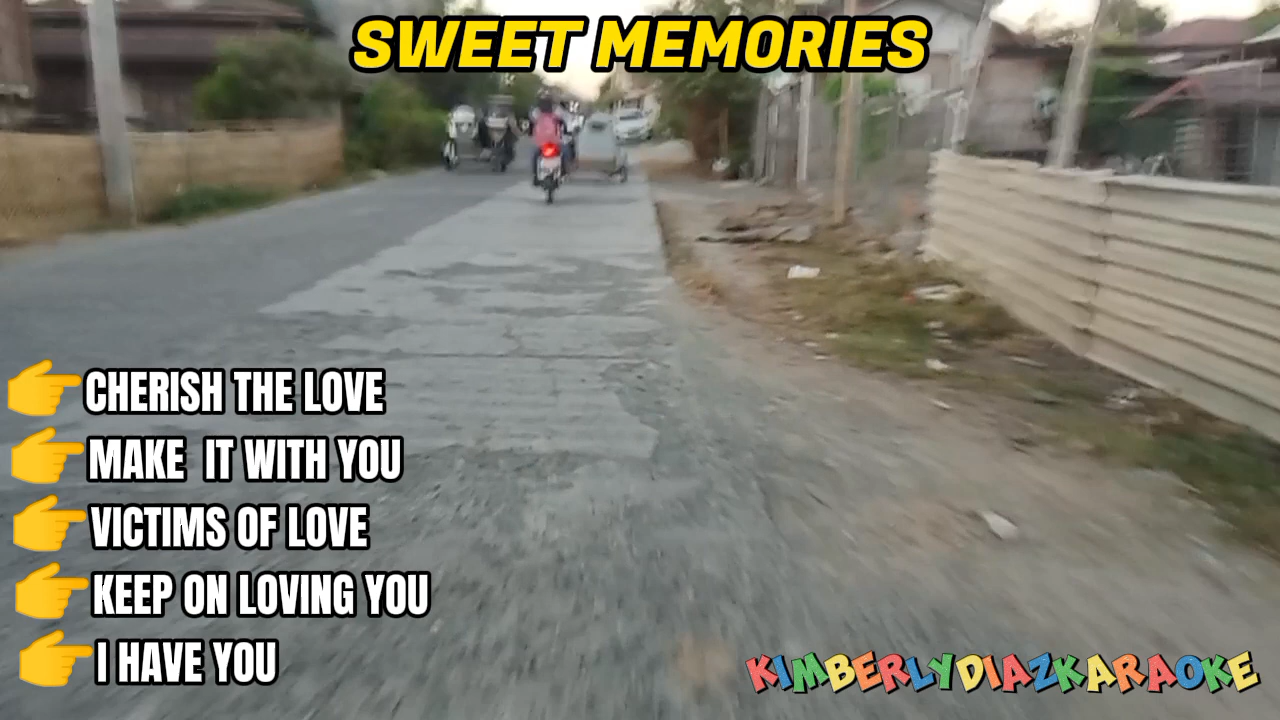 SWEET MEMORIES
CHERISH THE LOVE
MAKE IT WITH YOU
VICTIMS OF LOVE
KEEP ON LOVING YOU
I HAVE YOU
KIMBERLYDIAZKARAOKE